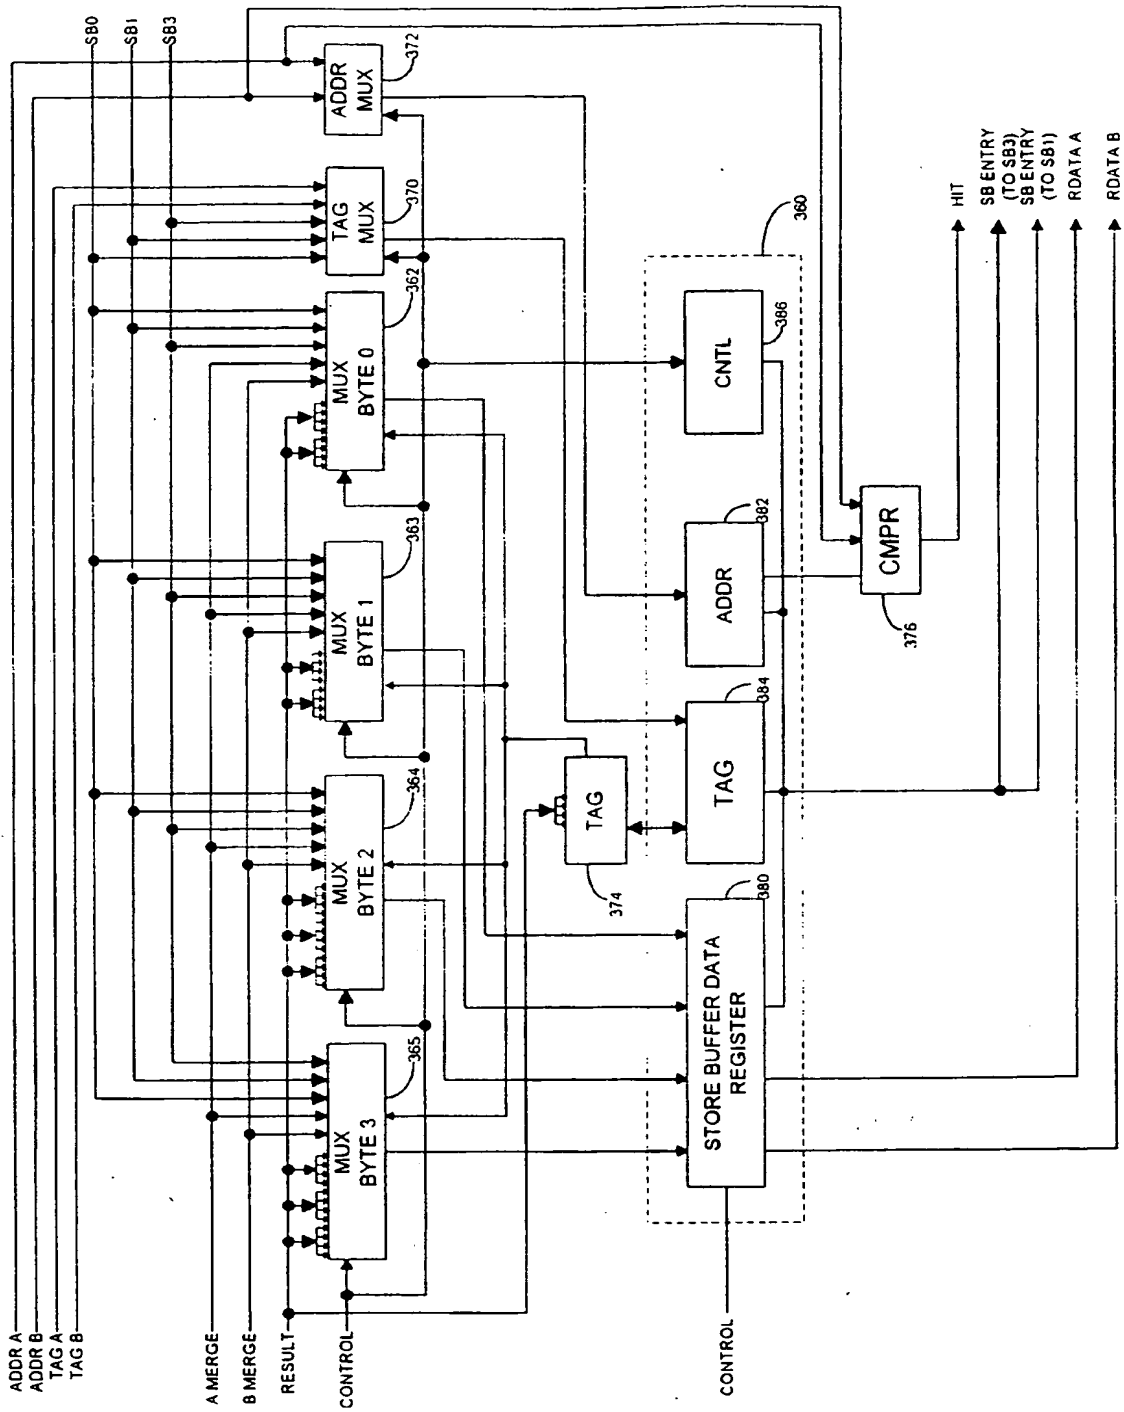 ADDR A
ADDR B
TAG A
TAG B
SB0
SB1
SB3
A MERGE
B MERGE
RESULT
CONTROL
MUX
BYTE 3
365
MUX
BYTE 2
364
MUX
BYTE 1
363
MUX
BYTE 0
362
TAG
MUX
370
ADDR
MUX
372
TAG
374
CONTROL
STORE BUFFER DATA
REGISTER
380
TAG
384
ADDR
382
CNTL
386
360
CMPR
376
HIT
SB ENTRY
(TO SB3)
SB ENTRY
(TO SB1)
RDATA A
RDATA B